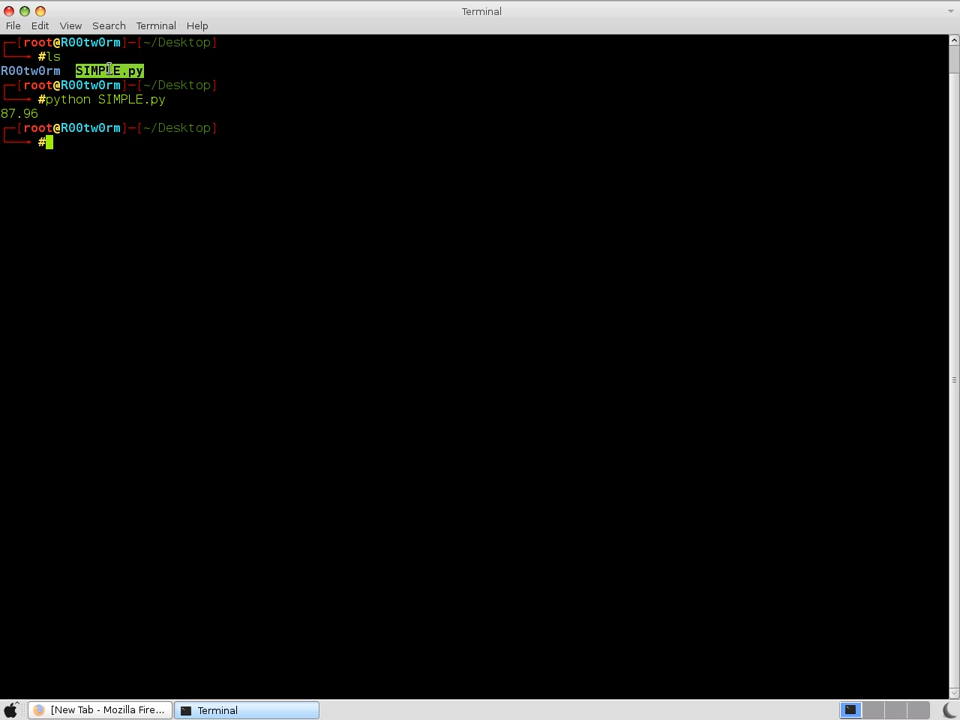 Terminal
File Edit View Search Terminal Help
┌─[root@R00tw0rm]─[~/Desktop]
└──╼ #ls
R00tw0rm  SIMPLE.py
┌─[root@R00tw0rm]─[~/Desktop]
└──╼ #python SIMPLE.py
87.96
┌─[root@R00tw0rm]─[~/Desktop]
└──╼ #
[New Tab - Mozilla Fire... Terminal